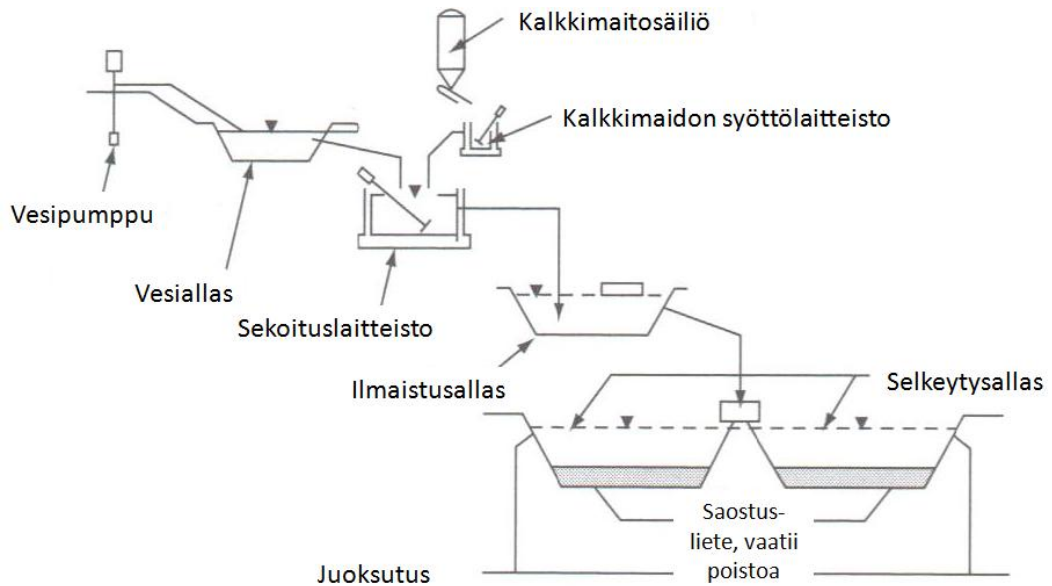 Kalkkimaitosäiliö
Kalkkimaidon syöttölaitteisto
Vesipumppu
Vesiallas
Sekoituslaitteisto
Ilmaistusallas
Selkeytysallas
Saostus-
liete, vaatii
poistoa
Juoksutus